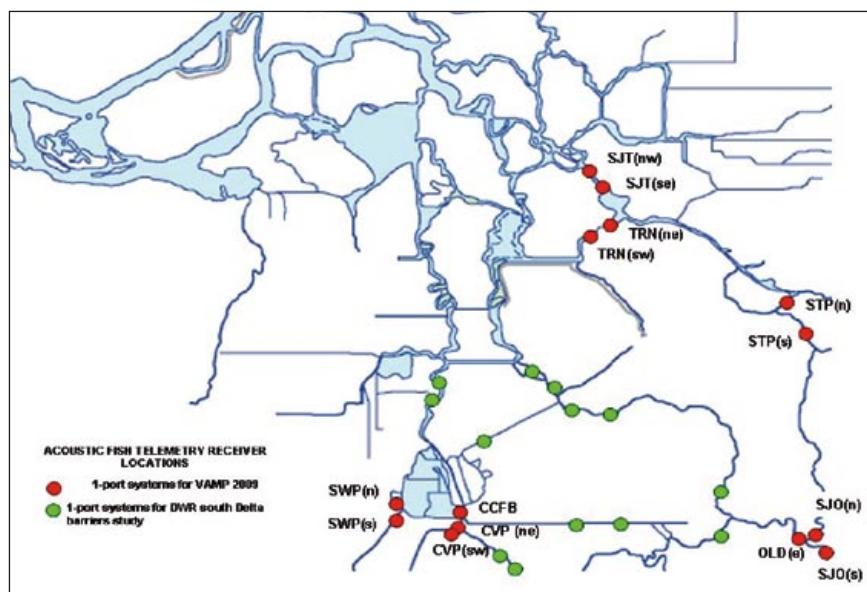 SJT(nw)
SJT(se)
TRN(ne)
TRN(sw)
STP(n)
STP(s)
ACOUSTIC FISH TELEMETRY RECEIVER
LOCATIONS
1-port systems for VAMP 2009
1-port systems for DWR south Delta
barriers study
SWP(n)
SWP(s)
CCFB
CVP (ne)
CVP(sw)
SJO(n)
OLD(e)
SJO(s)